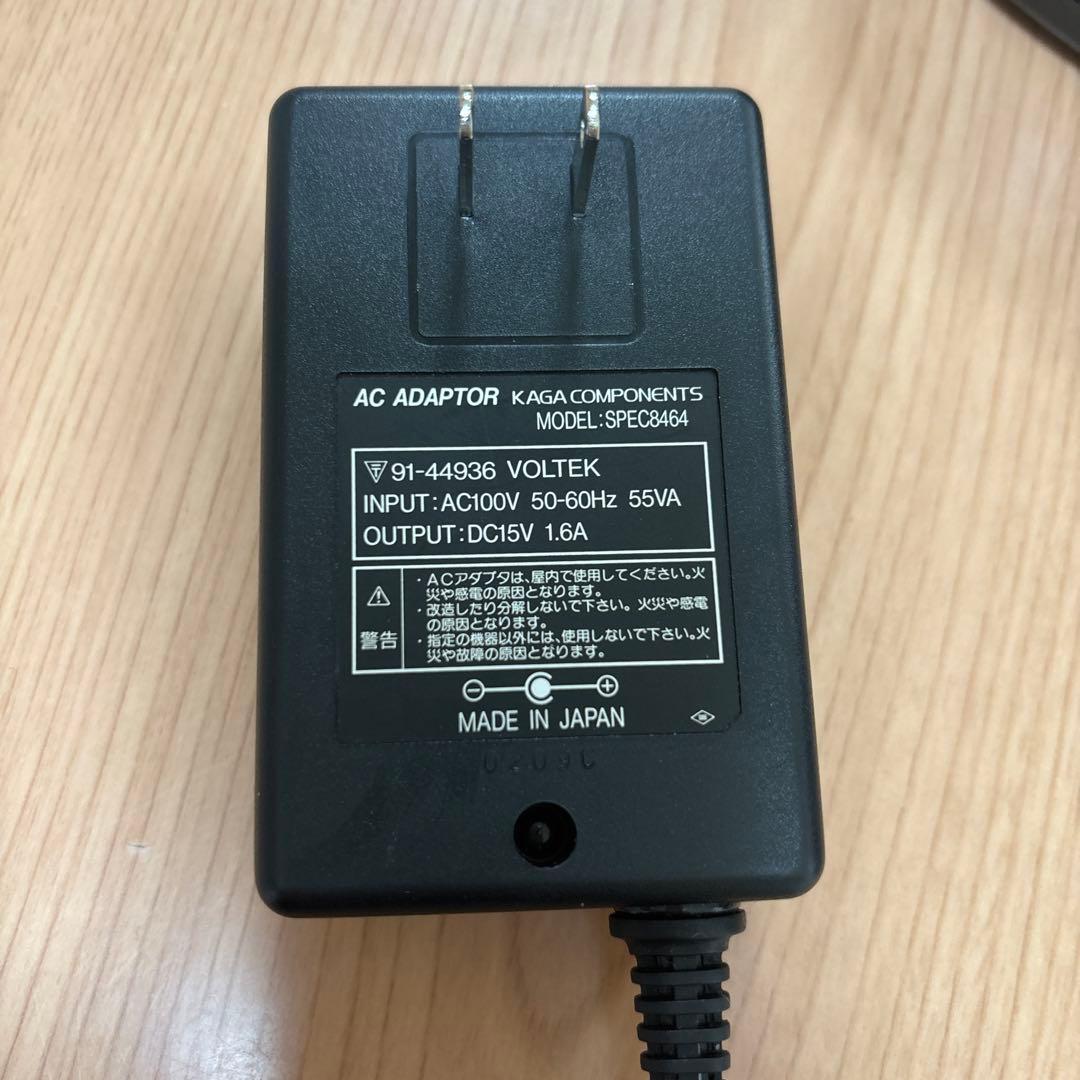 AC ADAPTOR KAGA COMPONENTS
MODEL:SPEC8464
91-44936 VOLTEK
INPUT:AC100V 50-60Hz 55VA
OUTPUT:DC15V 1.6A
警告
・ACアダプタは、屋内で使用してください。火
災や感電の原因となります。
・改造したり分解しないで下さい。火災や感電
の原因となります。
・指定の機器以外には、使用しないで下さい。火
災や故障の原因となります。
MADE IN JAPAN